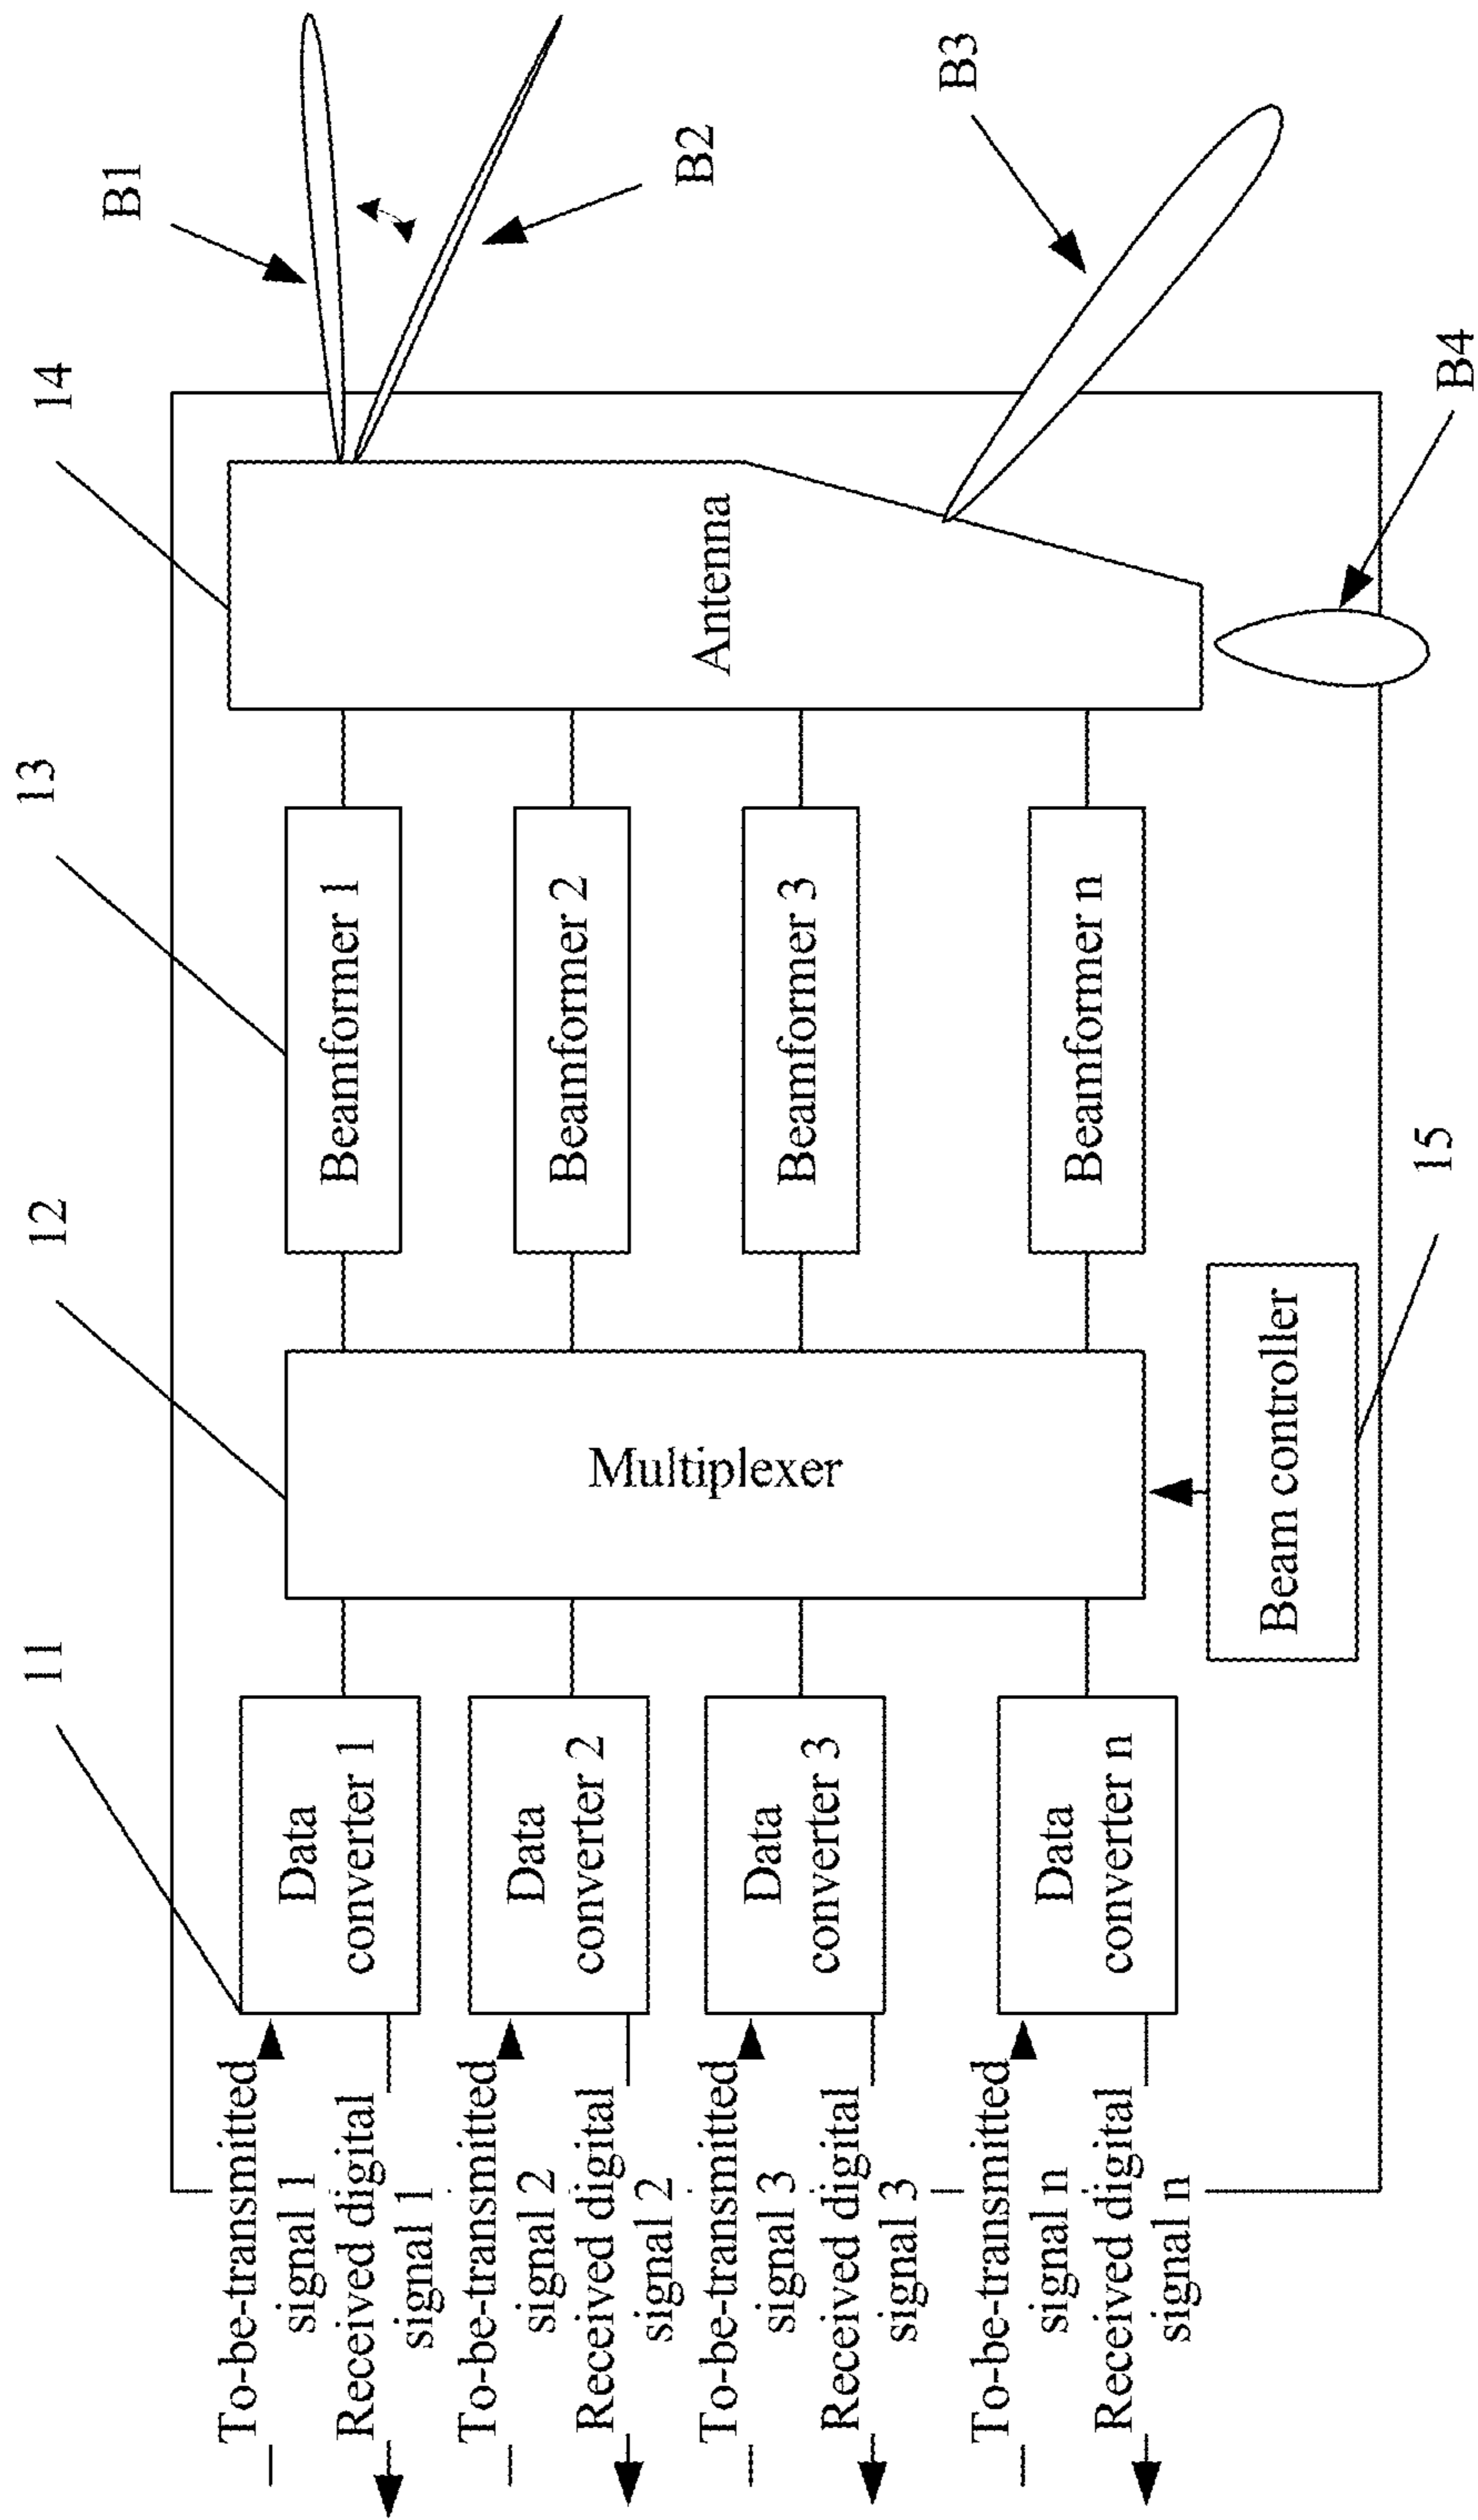 11
12
13
14
B1
B2
B3
B4
To-be-transmitted
signal 1
Received digital
signal 1
To-be-transmitted
signal 2
Received digital
signal 2
To-be-transmitted
signal 3
Received digital
signal 3
To-be-transmitted
signal n
Received digital
signal n
Data
converter 1
Data
converter 2
Data
converter 3
Data
converter n
Multiplexer
Beamformer 1
Beamformer 2
Beamformer 3
Beamformer n
Antenna
Beam controller
15